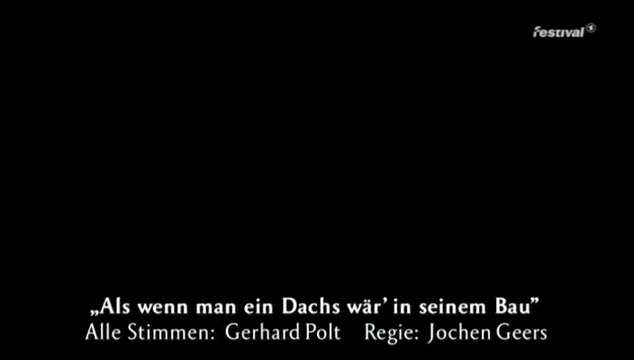 festival
„Als wenn man ein Dachs wär’ in seinem Bau”
Alle Stimmen: Gerhard Polt Regie: Jochen Geers